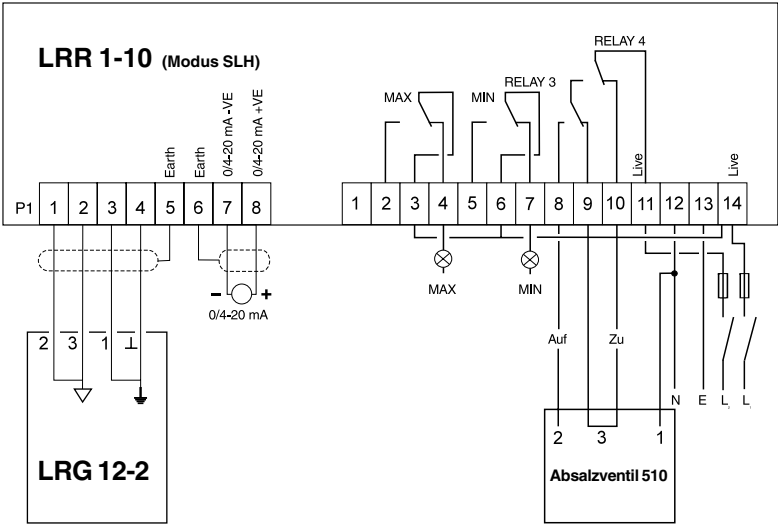 LRR 1-10 (Modus SLH)
RELAY 4
MAX
MIN
RELAY 3
Earth
Earth
0/4-20 mA -VE
0/4-20 mA +VE
Live
Live
P1 1 2 3 4 5 6 7 8
1 2 3 4 5 6 7 8 9 10 11 12 13 14
- +
0/4-20 mA
MAX
MIN
2 3 1 ⊥
Auf
Zu
N E L L
2 3 1
LRG 12-2
Absalzventil 510